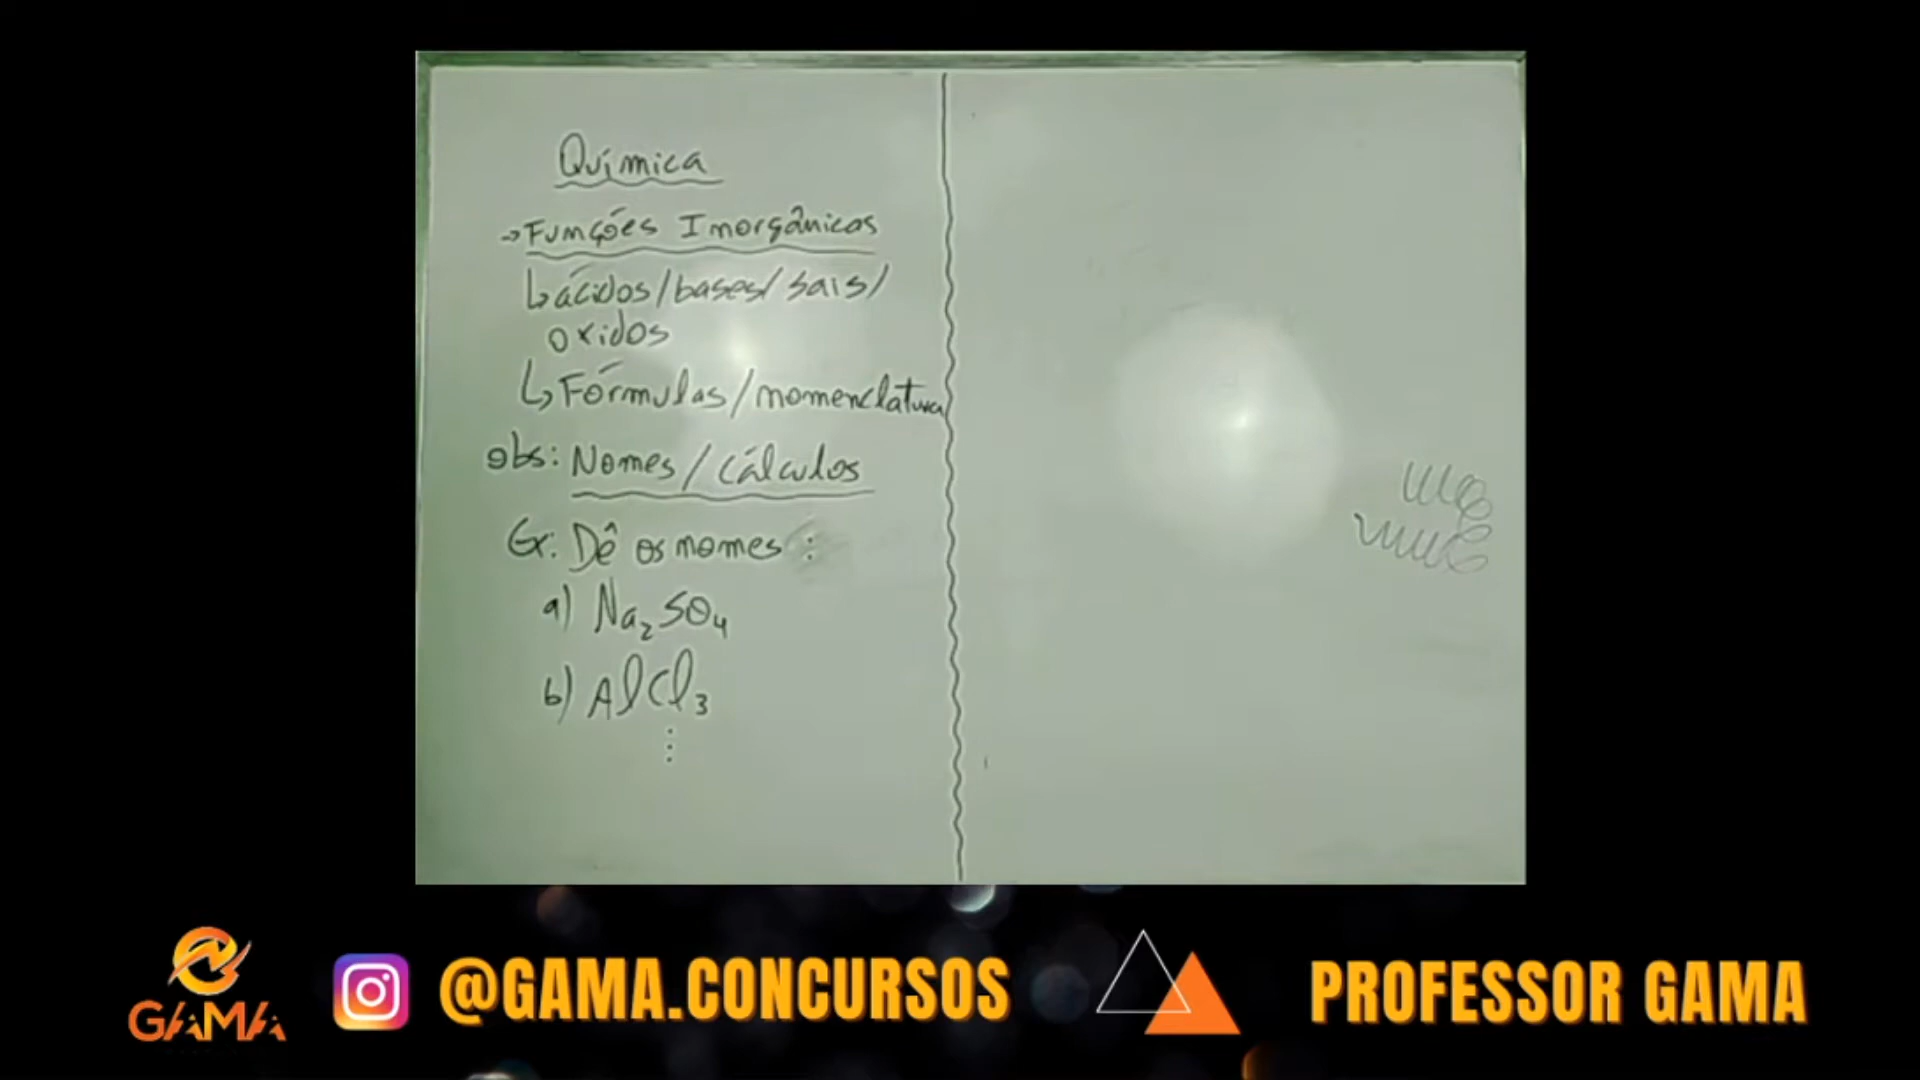 Química
→ Funções Inorgânicas
↳ ácidos/bases/sais/
oxidos
↳ Fórmulas/nomenclatura
obs: Nomes/Cálculos
Ex: Dê os nomes:
a) Na₂SO₄
b) AlCl₃
⋮
GAMA
@GAMA.CONCURSOS
PROFESSOR GAMA